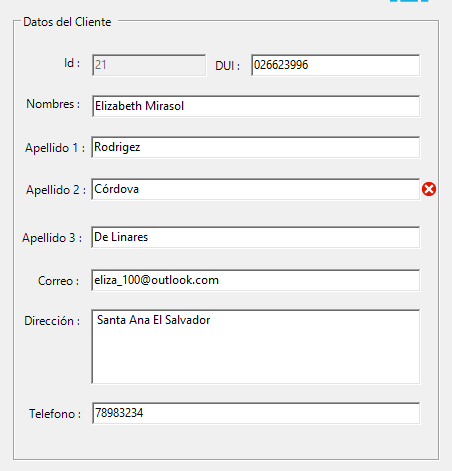 Datos del Cliente
Id : 21 DUI : 026623996
Nombres : Elizabeth Mirasol
Apellido 1 : Rodrigez
Apellido 2 : Córdova
Apellido 3 : De Linares
Correo : eliza_100@outlook.com
Dirección : Santa Ana El Salvador
Telefono : 78983234